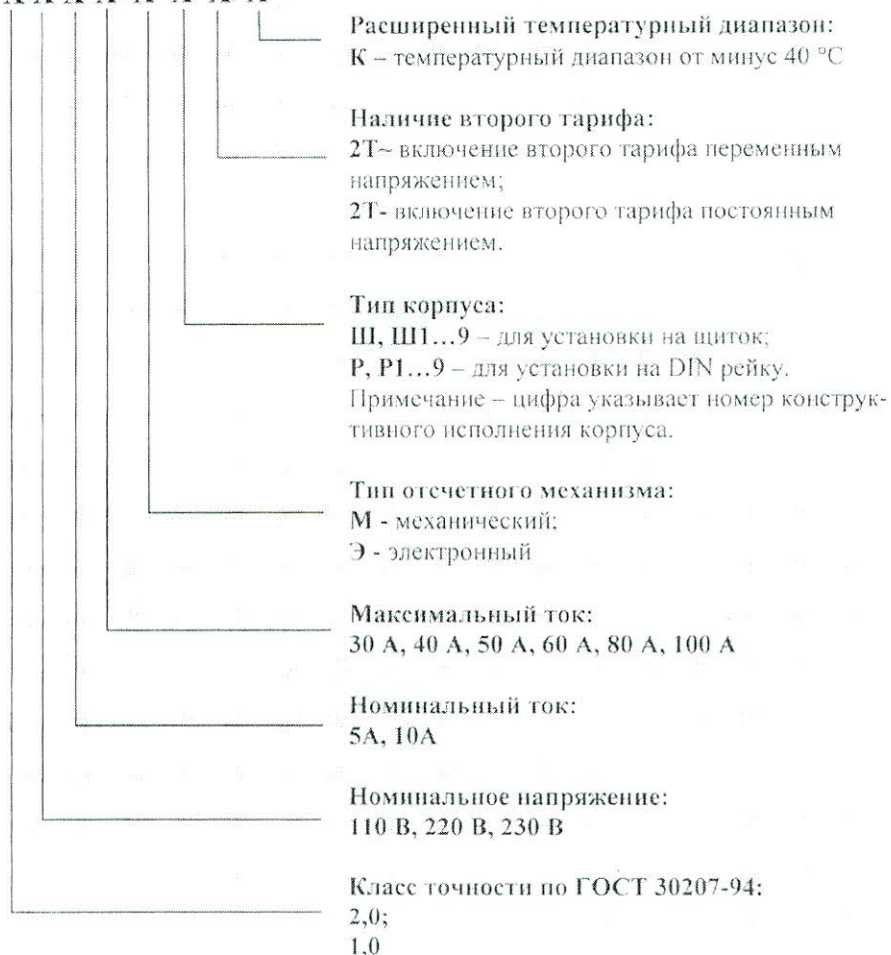 Расширенный температурный диапазон:
К – температурный диапазон от минус 40 °С
Наличие второго тарифа:
2Т~ включение второго тарифа переменным
напряжением;
2Т- включение второго тарифа постоянным
напряжением.
Тип корпуса:
Ш, Ш1…9 – для установки на щиток;
Р, Р1…9 – для установки на DIN рейку.
Примечание – цифра указывает номер конструк-
тивного исполнения корпуса.
Тип отсчетного механизма:
М - механический;
Э - электронный
Максимальный ток:
30 А, 40 А, 50 А, 60 А, 80 А, 100 А
Номинальный ток:
5А, 10А
Номинальное напряжение:
110 В, 220 В, 230 В
Класс точности по ГОСТ 30207-94:
2,0;
1,0